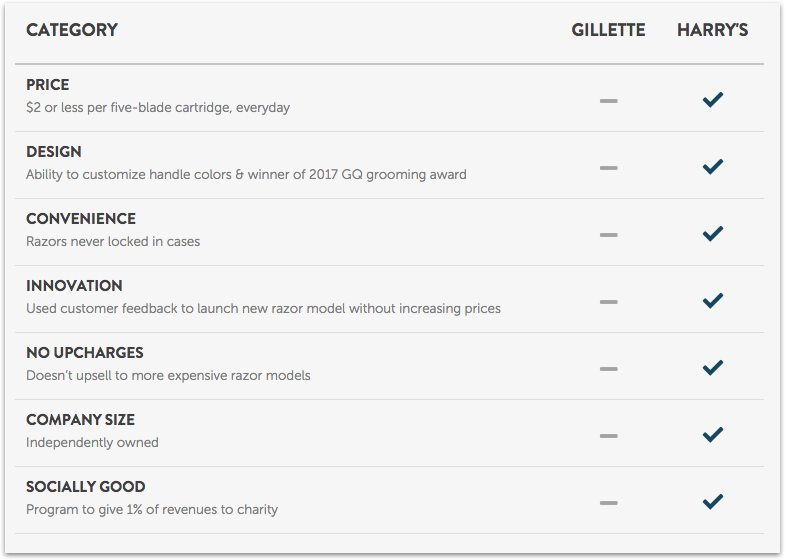 CATEGORY GILLETTE HARRY'S
PRICE
$2 or less per five-blade cartridge, everyday
DESIGN
Ability to customize handle colors & winner of 2017 GQ grooming award
CONVENIENCE
Razors never locked in cases
INNOVATION
Used customer feedback to launch new razor model without increasing prices
NO UPCHARGES
Doesn't upsell to more expensive razor models
COMPANY SIZE
Independently owned
SOCIALLY GOOD
Program to give 1% of revenues to charity